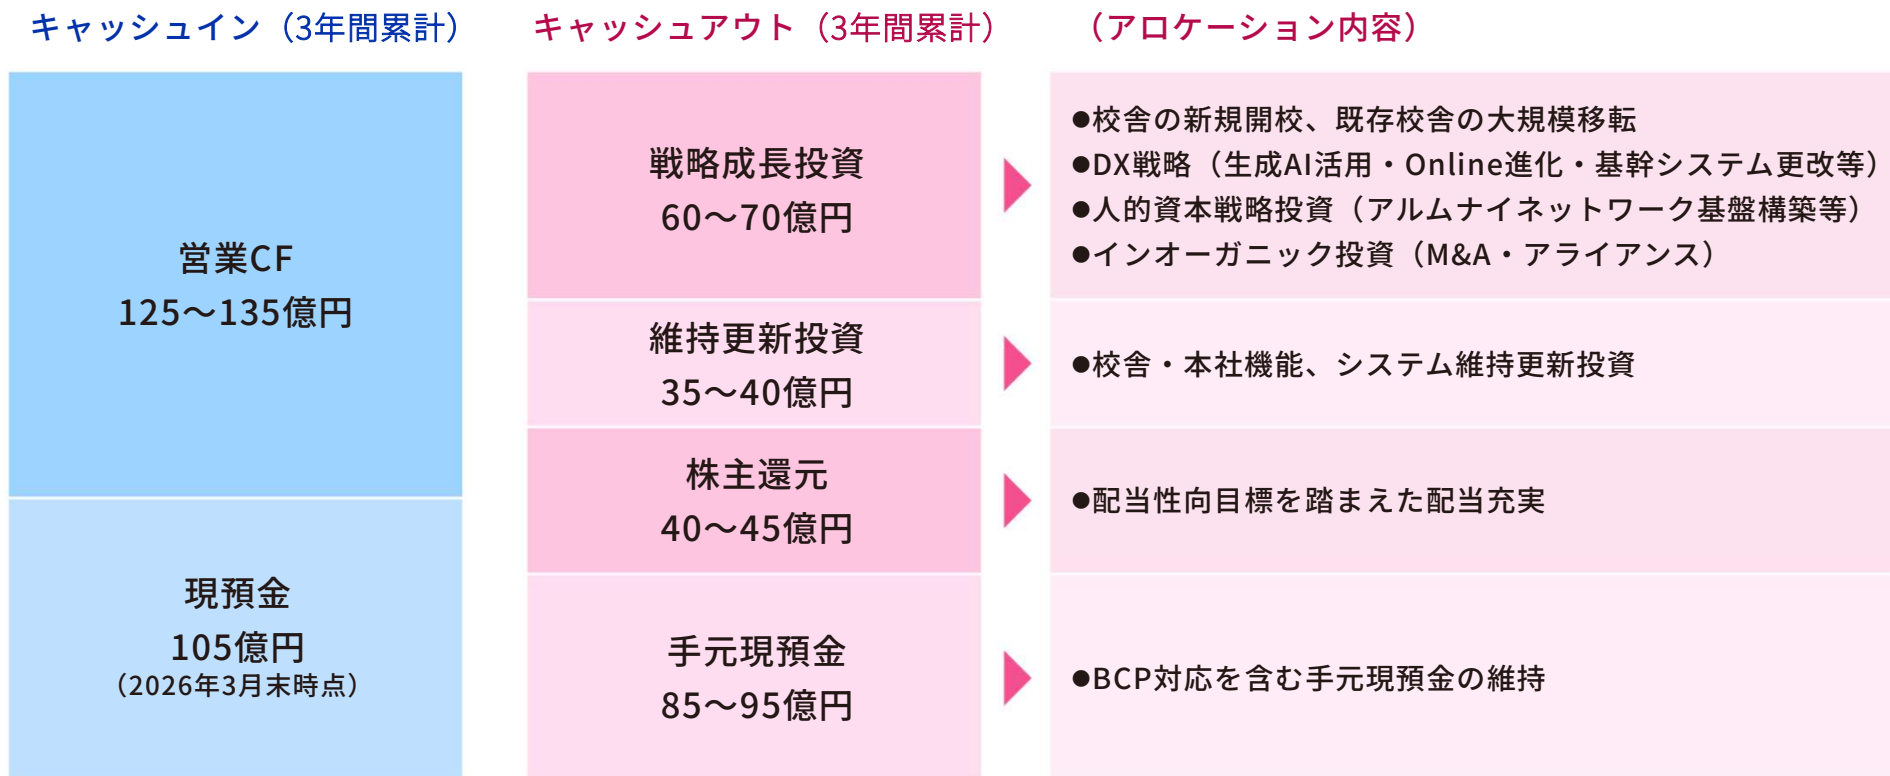 キャッシュイン（3年間累計）
営業CF
125〜135億円
現預金
105億円
（2026年3月末時点）
キャッシュアウト（3年間累計）
戦略成長投資
60〜70億円
維持更新投資
35〜40億円
株主還元
40〜45億円
手元現預金
85〜95億円
（アロケーション内容）
●校舎の新規開校、既存校舎の大規模移転
●DX戦略（生成AI活用・Online進化・基幹システム更改等）
●人的資本戦略投資（アルムナイネットワーク基盤構築等）
●インオーガニック投資（M&A・アライアンス）
●校舎・本社機能、システム維持更新投資
●配当性向目標を踏まえた配当充実
●BCP対応を含む手元現預金の維持